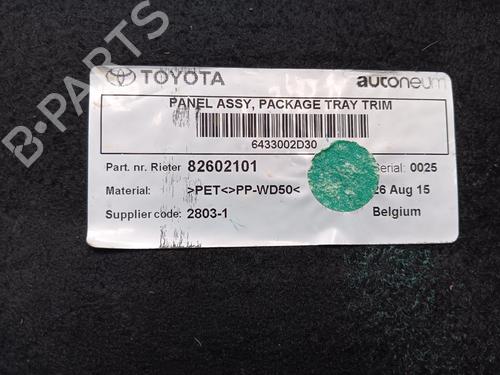 TOYOTA
autoneum
PANEL ASSY, PACKAGE TRAY TRIM
6433002D30
Part. nr. Rieter 82602101
Serial: 0025
Material: >PET<>PP-WD50<
26 Aug 15
Supplier code: 2803-1
Belgium
B-PARTS